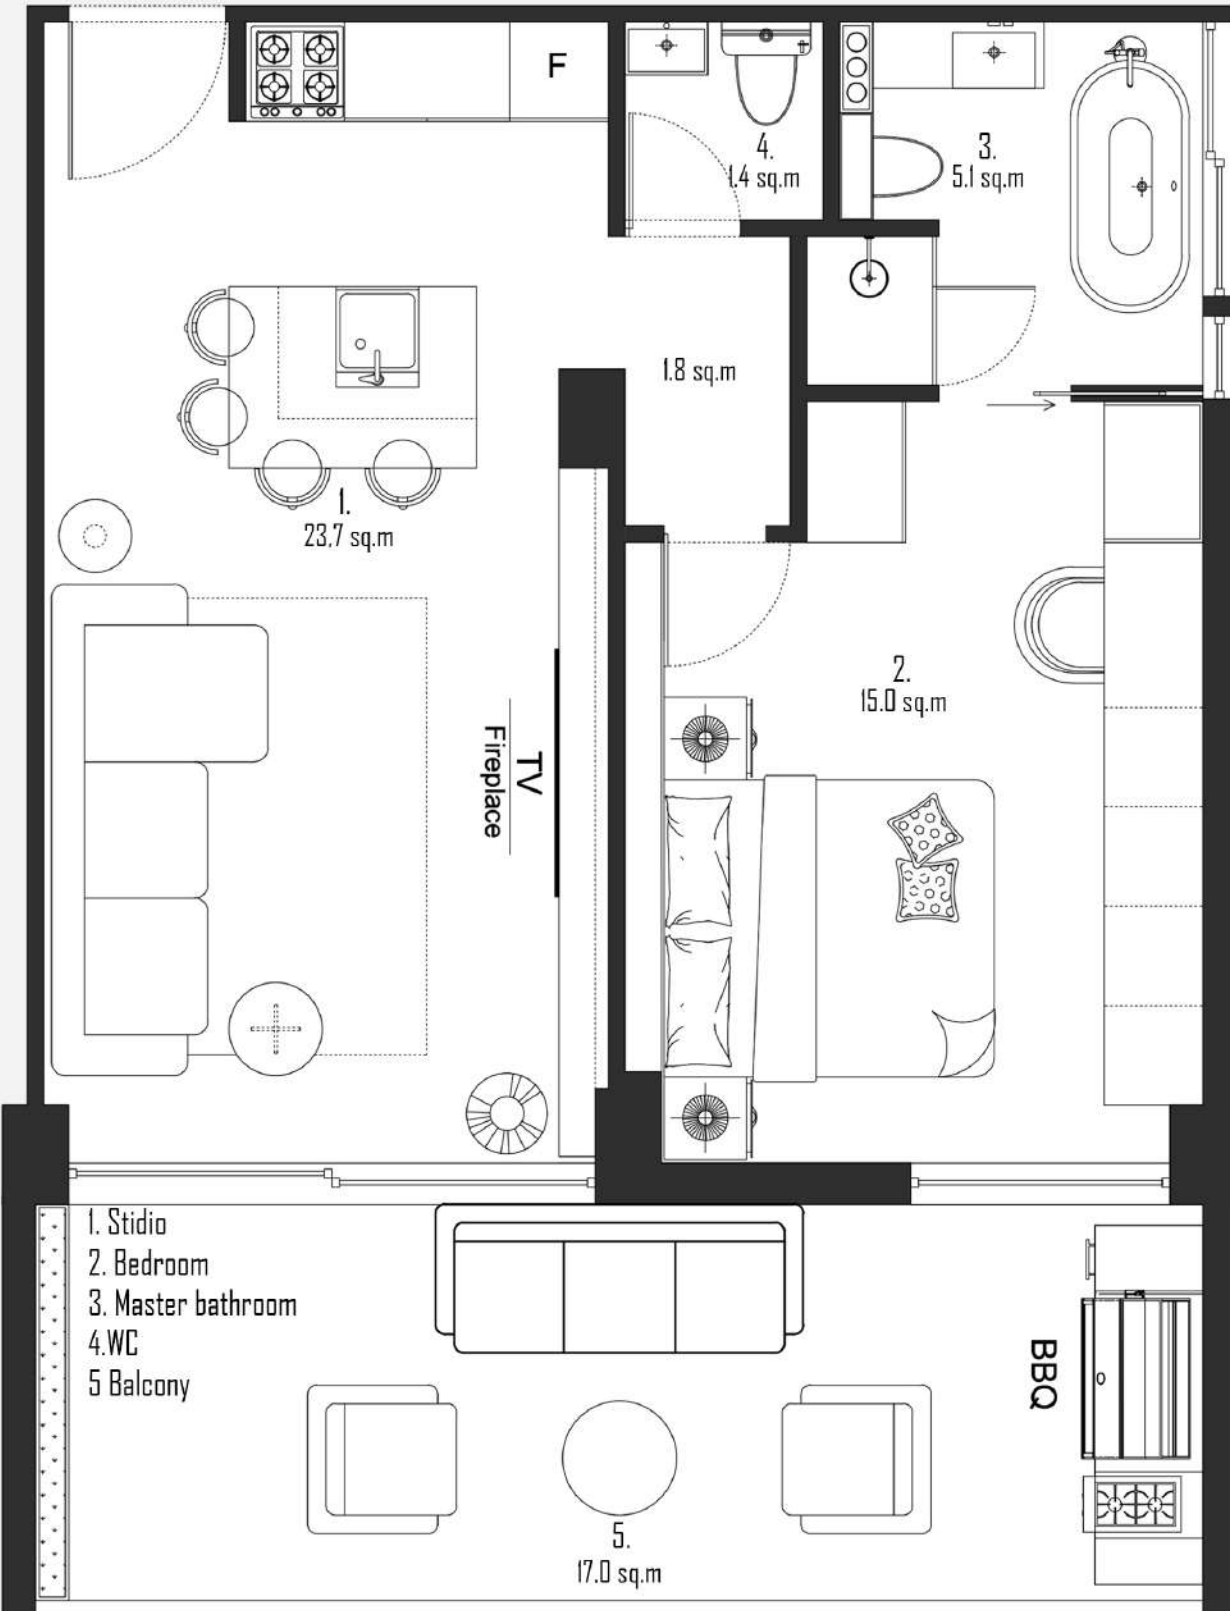 F
4.
1.4 sq.m
3.
5.1 sq.m
1.8 sq.m
1.
23,7 sq.m
2.
15.0 sq.m
TV
Fireplace
1. Stidio
2. Bedroom
3. Master bathroom
4.WC
5 Balcony
BBQ
5.
17.0 sq.m